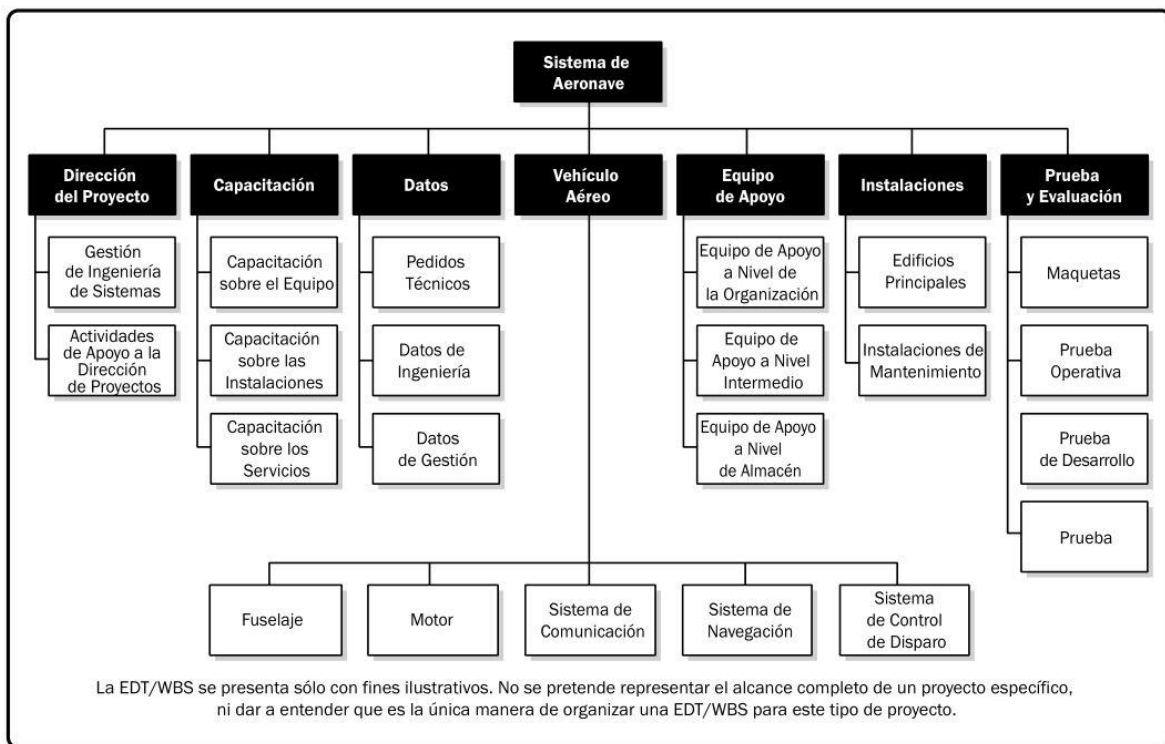 Sistema de
Aeronave
Dirección
del Proyecto
Capacitación
Datos
Vehículo
Aéreo
Equipo
de Apoyo
Instalaciones
Prueba
y Evaluación
Gestión
de Ingeniería
de Sistemas
Actividades
de Apoyo a la
Dirección
de Proyectos
Capacitación
sobre el Equipo
Capacitación
sobre las
Instalaciones
Capacitación
sobre los
Servicios
Pedidos
Técnicos
Datos de
Ingeniería
Datos
de Gestión
Equipo de Apoyo
a Nivel de
la Organización
Equipo de
Apoyo a Nivel
Intermedio
Equipo de Apoyo
a Nivel
de Almacén
Edificios
Principales
Instalaciones de
Mantenimiento
Maquetas
Prueba
Operativa
Prueba
de Desarrollo
Prueba
Fuselaje
Motor
Sistema de
Comunicación
Sistema de
Navegación
Sistema
de Control
de Disparo
La EDT/WBS se presenta sólo con fines ilustrativos. No se pretende representar el alcance completo de un proyecto específico,
ni dar a entender que es la única manera de organizar una EDT/WBS para este tipo de proyecto.